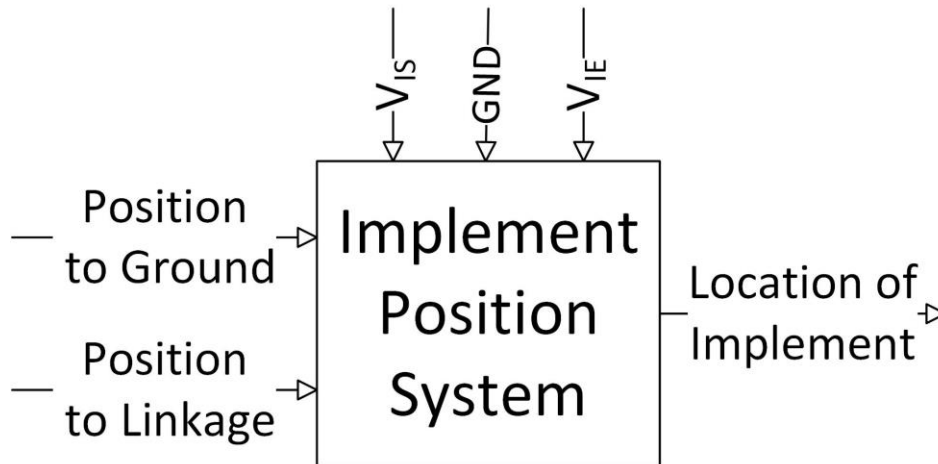 V_IS
GND
V_IE
Position
to Ground
Implement
Position
System
Location of
Implement
Position
to Linkage